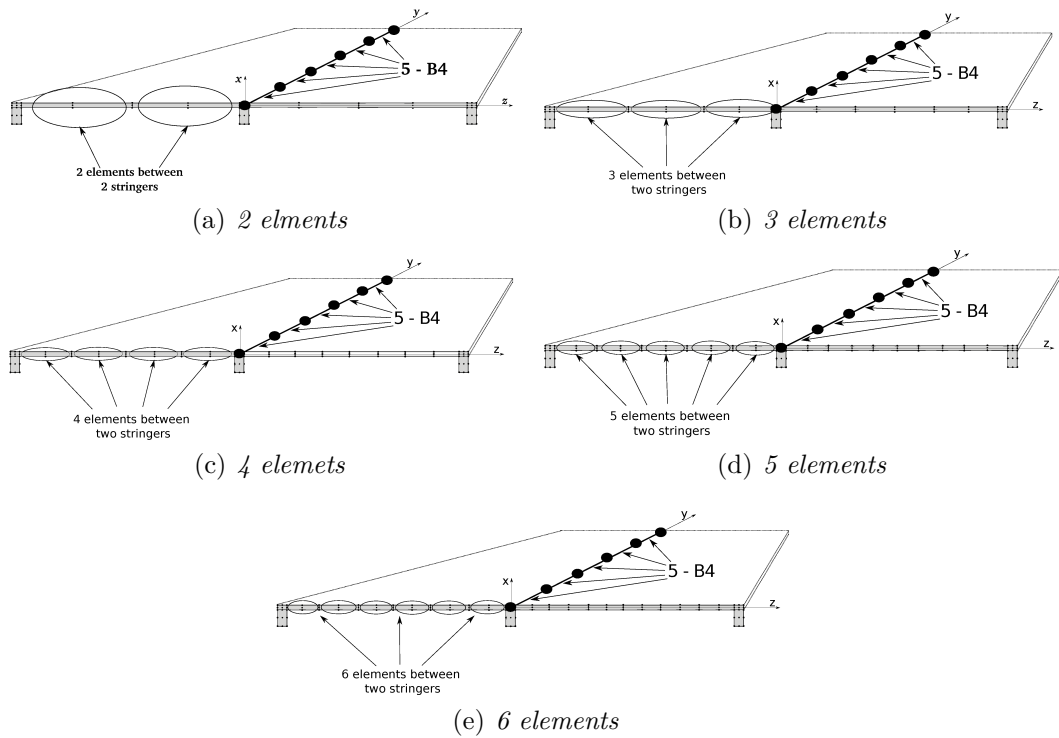 y
x
5 - B4
z
2 elements between
2 stringers
(a) 2 elments
y
x
5 - B4
z
3 elements between
two stringers
(b) 3 elements
y
x
5 - B4
z
4 elements between
two stringers
(c) 4 elemets
y
x
5 - B4
z
5 elements between
two stringers
(d) 5 elements
y
x
5 - B4
z
6 elements between
two stringers
(e) 6 elements